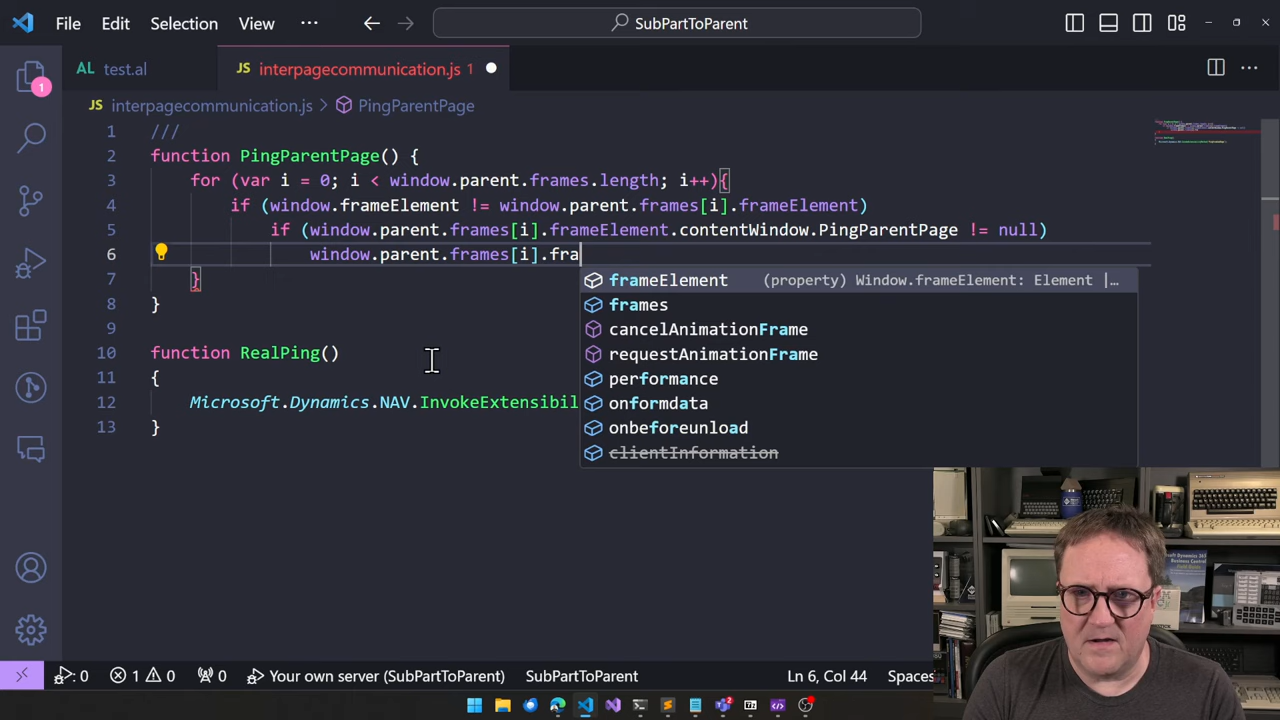 File Edit Selection View ··· SubPartToParent
1
AL test.al JS interpagecommunication.js 1
JS interpagecommunication.js > PingParentPage
1 ///
2 function PingParentPage() {
3 for (var i = 0; i < window.parent.frames.length; i++){
4 if (window.frameElement != window.parent.frames[i].frameElement)
5 if (window.parent.frames[i].frameElement.contentWindow.PingParentPage != null)
6 window.parent.frames[i].fra
7 }
8 }
9
10 function RealPing()
11 {
12 Microsoft.Dynamics.NAV.InvokeExtensibil
13 }
frameElement (property) Window.frameElement: Element |…
frames
cancelAnimationFrame
requestAnimationFrame
performance
onformdata
onbeforeunload
clientInformation
0 1 0 0 Your own server (SubPartToParent) SubPartToParent Ln 6, Col 44 Spaces